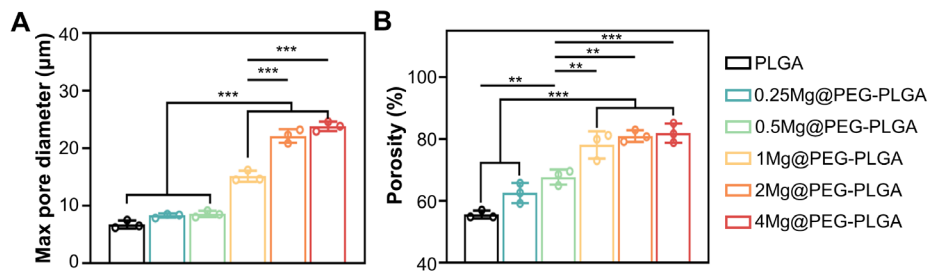 A
Max pore diameter (μm)
40
30
20
10
0
***
***
***
B
Porosity (%)
100
80
60
40
***
**
**
**
***
PLGA
0.25Mg@PEG-PLGA
0.5Mg@PEG-PLGA
1Mg@PEG-PLGA
2Mg@PEG-PLGA
4Mg@PEG-PLGA